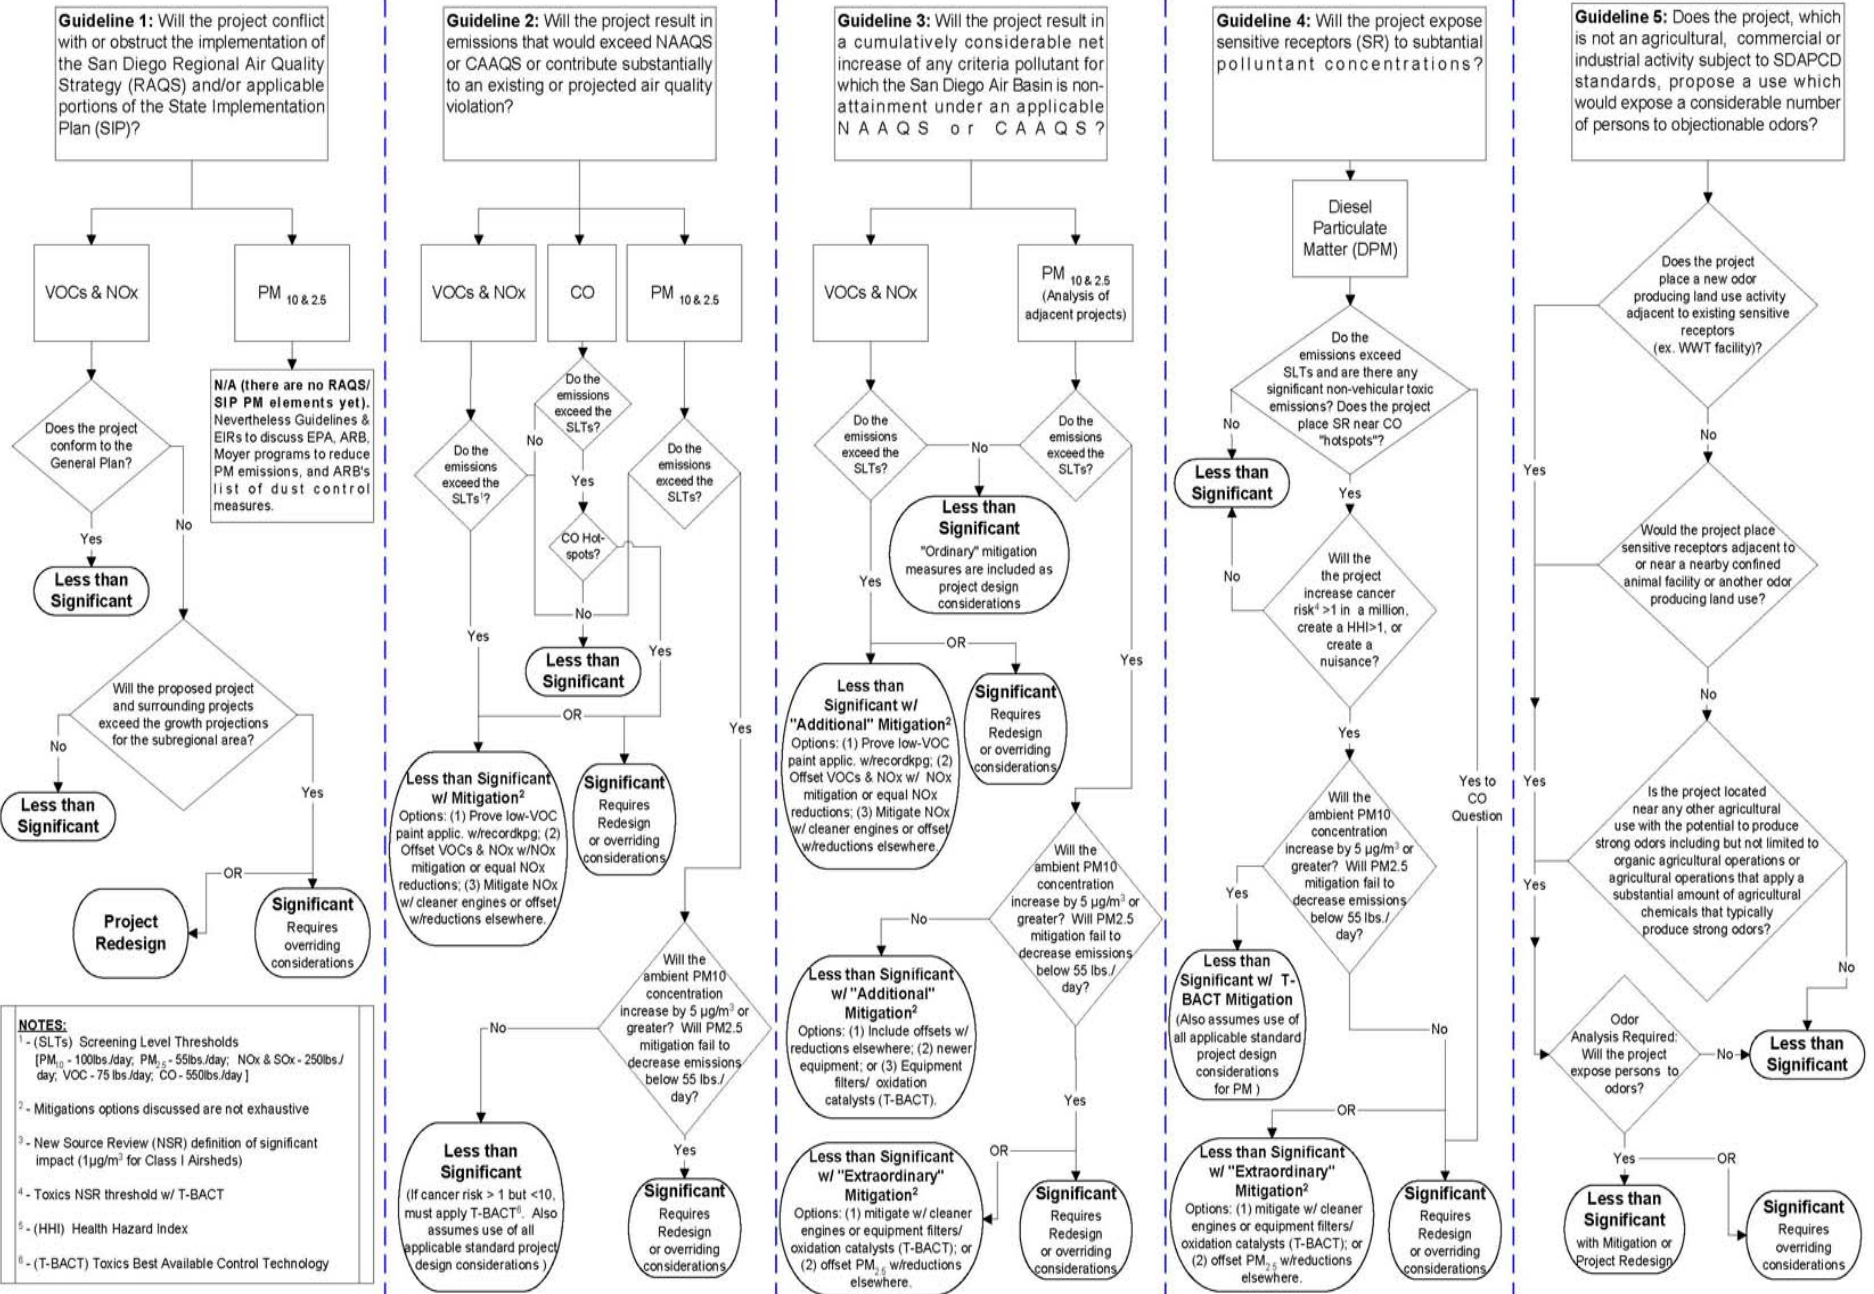 Guideline 1: Will the project conflict
with or obstruct the implementation of
the San Diego Regional Air Quality
Strategy (RAQS) and/or applicable
portions of the State Implementation
Plan (SIP)?
VOCs & NOx
PM 10 & 2.5
Does the project
conform to the
General Plan?
N/A (there are no RAQS/
SIP PM elements yet).
Nevertheless Guidelines &
EIRs to discuss EPA, ARB,
Moyer programs to reduce
PM emissions, and ARB's
list of dust control
measures.
No
Yes
Less than
Significant
Will the proposed project
and surrounding projects
exceed the growth projections
for the subregional area?
No
Less than
Significant
Yes
OR
Project
Redesign
Significant
Requires
overriding
considerations
NOTES:
1 - (SLTs) Screening Level Thresholds
[PM10 - 100lbs./day; PM2.5 - 55lbs./day; NOx & SOx - 250lbs./
day; VOC - 75 lbs./day; CO - 550lbs./day ]
2 - Mitigations options discussed are not exhaustive
3 - New Source Review (NSR) definition of significant
impact (1µg/m3 for Class I Airsheds)
4 - Toxics NSR threshold w/ T-BACT
5 - (HHI) Health Hazard Index
6 - (T-BACT) Toxics Best Available Control Technology
Guideline 2: Will the project result in
emissions that would exceed NAAQS
or CAAQS or contribute substantially
to an existing or projected air quality
violation?
VOCs & NOx
CO
PM 10 & 2.5
Do the
emissions
exceed the
SLTs?
No
Do the
emissions
exceed the
SLTs1?
Do the
emissions
exceed the
SLTs?
Yes
CO Hot-
spots?
No
Less than
Significant
Yes
Yes
OR
Yes
Less than Significant
w/ Mitigation2
Options: (1) Prove low-VOC
paint applic. w/recordkpg; (2)
Offset VOCs & NOx w/NOx
mitigation or equal NOx
reductions; (3) Mitigate NOx
w/ cleaner engines or offset
w/reductions elsewhere.
Significant
Requires
Redesign
or overriding
considerations
Will the
ambient PM10
concentration
increase by 5 µg/m3 or
greater? Will PM2.5
mitigation fail to
decrease emissions
below 55 lbs./
day?
No
Less than
Significant
(If cancer risk > 1 but <10,
must apply T-BACT6. Also
assumes use of all
applicable standard project
design considerations )
Yes
Significant
Requires
Redesign
or overriding
considerations
Guideline 3: Will the project result in
a cumulatively considerable net
increase of any criteria pollutant for
which the San Diego Air Basin is non-
attainment under an applicable
NAAQS or CAAQS?
VOCs & NOx
PM 10 & 2.5
(Analysis of
adjacent projects)
Do the
emissions
exceed the
SLTs?
No
Do the
emissions
exceed the
SLTs?
Less than
Significant
"Ordinary" mitigation
measures are included as
project design
considerations
Yes
OR
Yes
Less than
Significant w/
"Additional" Mitigation2
Options: (1) Prove low-VOC
paint applic. w/recordkpg; (2)
Offset VOCs & NOx w/ NOx
mitigation or equal NOx
reductions; (3) Mitigate NOx
w/ cleaner engines or offset
w/reductions elsewhere.
Significant
Requires
Redesign
or overriding
considerations
Will the
ambient PM10
concentration
increase by 5 µg/m3 or
greater? Will PM2.5
mitigation fail to
decrease emissions
below 55 lbs./
day?
No
Less than Significant
w/ "Additional"
Mitigation2
Options: (1) Include offsets w/
reductions elsewhere; (2) newer
equipment; or (3) Equipment
filters/ oxidation
catalysts (T-BACT).
Yes
OR
Less than Significant
w/ "Extraordinary"
Mitigation2
Options: (1) mitigate w/ cleaner
engines or equipment filters/
oxidation catalysts (T-BACT); or
(2) offset PM2.5 w/reductions
elsewhere.
Significant
Requires
Redesign
or overriding
considerations
Guideline 4: Will the project expose
sensitive receptors (SR) to subtantial
polluntant concentrations?
Diesel
Particulate
Matter (DPM)
Do the
emissions exceed
SLTs and are there any
significant non-vehicular toxic
emissions? Does the project
place SR near CO
"hotspots"?
No
Less than
Significant
Yes
Will the
the project
increase cancer
risk4 >1 in a million,
create a HHI>1, or
create a
nuisance?
No
Yes
Yes to
CO
Question
Will the
ambient PM10
concentration
increase by 5 µg/m3 or
greater? Will PM2.5
mitigation fail to
decrease emissions
below 55 lbs./
day?
Yes
Less than
Significant w/ T-
BACT Mitigation
(Also assumes use of
all applicable standard
project design
considerations
for PM )
No
OR
Less than Significant
w/ "Extraordinary"
Mitigation2
Options: (1) mitigate w/ cleaner
engines or equipment filters/
oxidation catalysts (T-BACT); or
(2) offset PM2.5 w/reductions
elsewhere.
Significant
Requires
Redesign
or overriding
considerations
Guideline 5: Does the project, which
is not an agricultural, commercial or
industrial activity subject to SDAPCD
standards, propose a use which
would expose a considerable number
of persons to objectionable odors?
Does the project
place a new odor
producing land use activity
adjacent to existing sensitive
receptors
(ex. WWT facility)?
No
Yes
Would the project place
sensitive receptors adjacent to
or near a nearby confined
animal facility or another odor
producing land use?
No
Yes
Is the project located
near any other agricultural
use with the potential to produce
strong odors including but not limited to
organic agricultural operations or
agricultural operations that apply a
substantial amount of agricultural
chemicals that typically
produce strong odors?
Yes
No
Odor
Analysis Required:
Will the project
expose persons to
odors?
No
Less than
Significant
Yes
OR
Less than
Significant
with Mitigation or
Project Redesign
Significant
Requires
overriding
considerations